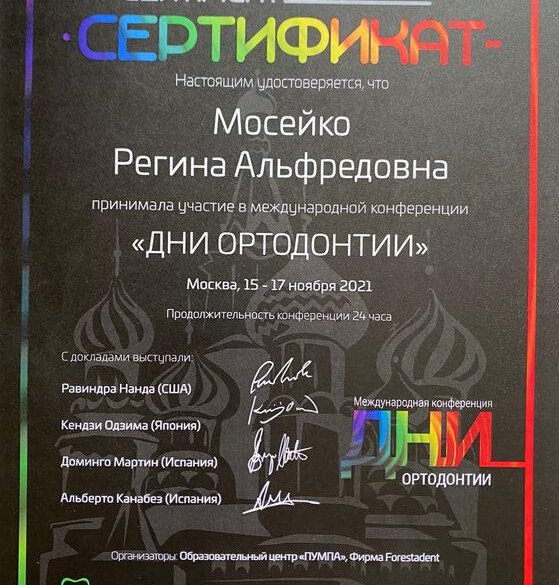 ·СЕРТИФИКАТ-
Настоящим удостоверяется, что
Мосейко
Регина Альфредовна
принимала участие в международной конференции
«ДНИ ОРТОДОНТИИ»
Москва, 15 - 17 ноября 2021
Продолжительность конференции 24 часа
С докладами выступали:
Равиндра Нанда (США)
Кендзи Одзима (Япония)
Доминго Мартин (Испания)
Альберто Канабез (Испания)
Международная конференция
ДНИ
ОРТОДОНТИИ
Организаторы: Образовательный центр «ПУМПА», Фирма Forestadent